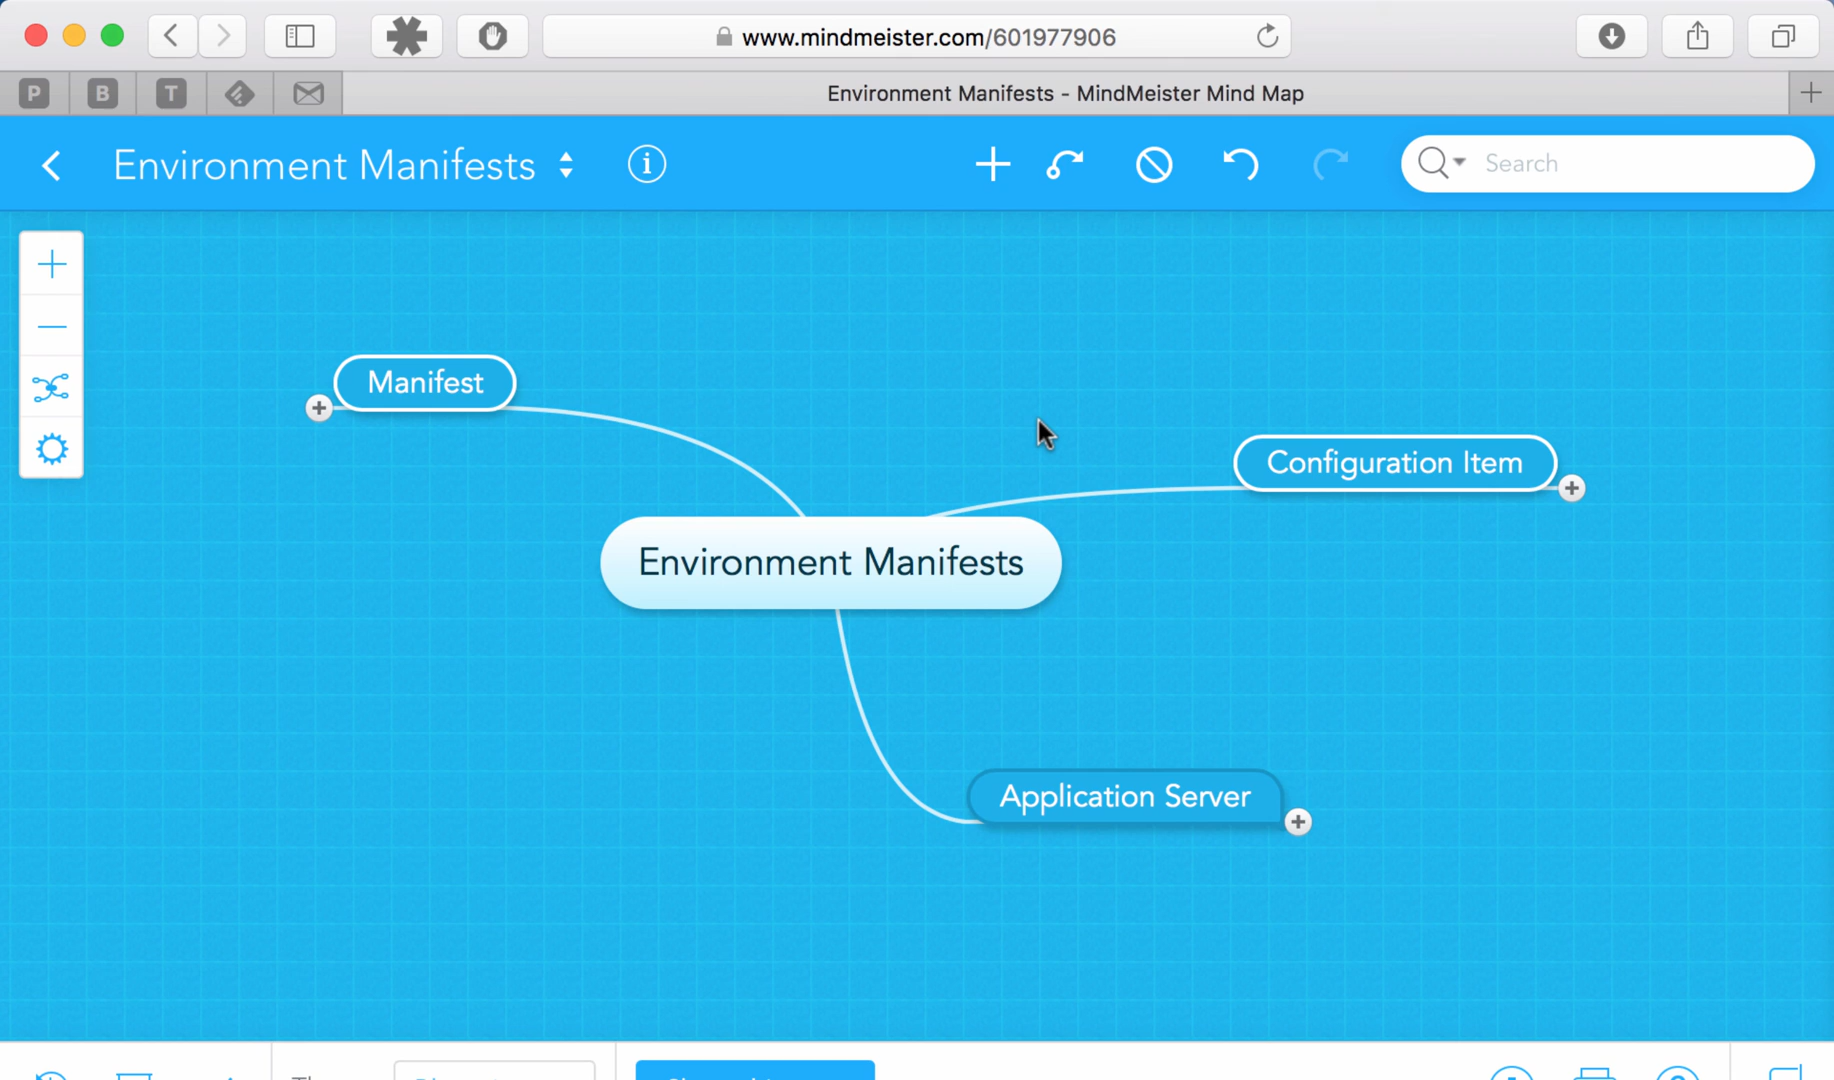 www.mindmeister.com/601977906
P
B
T
Environment Manifests - MindMeister Mind Map
Environment Manifests
Search
Manifest
Configuration Item
Environment Manifests
Application Server